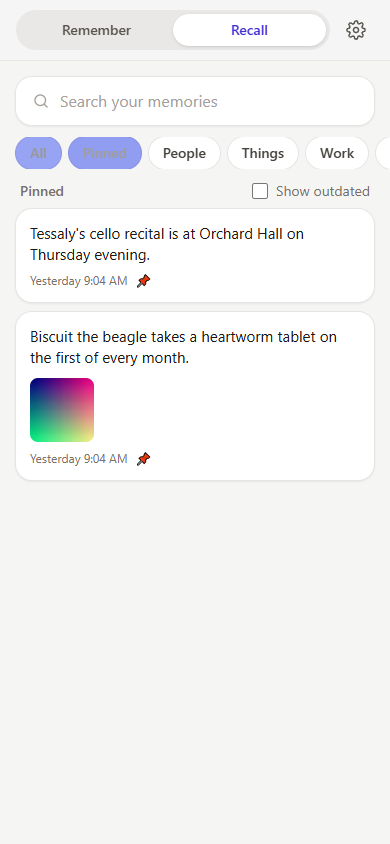 Remember
Recall
Search your memories
All
Pinned
People
Things
Work
Pinned
Show outdated
Tessaly's cello recital is at Orchard Hall on
Thursday evening.
Yesterday 9:04 AM
Biscuit the beagle takes a heartworm tablet on
the first of every month.
Yesterday 9:04 AM